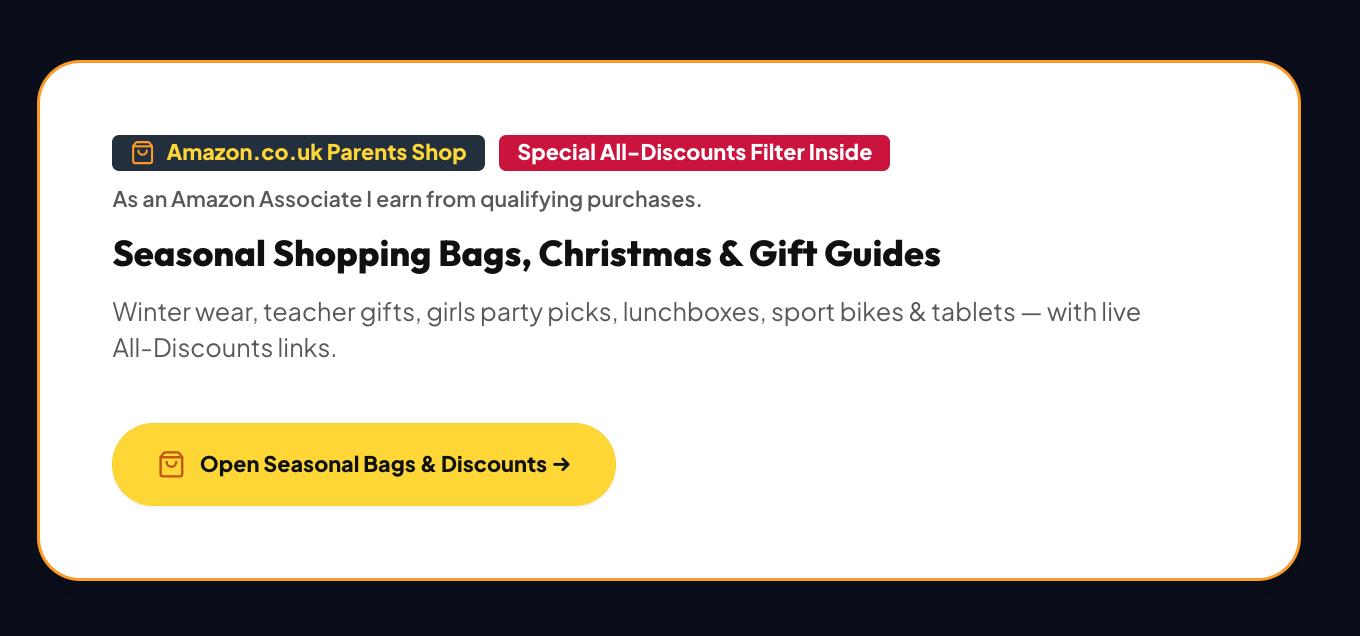 Amazon.co.uk Parents Shop
Special All-Discounts Filter Inside
As an Amazon Associate I earn from qualifying purchases.
Seasonal Shopping Bags, Christmas & Gift Guides
Winter wear, teacher gifts, girls party picks, lunchboxes, sport bikes & tablets — with live
All-Discounts links.
Open Seasonal Bags & Discounts →